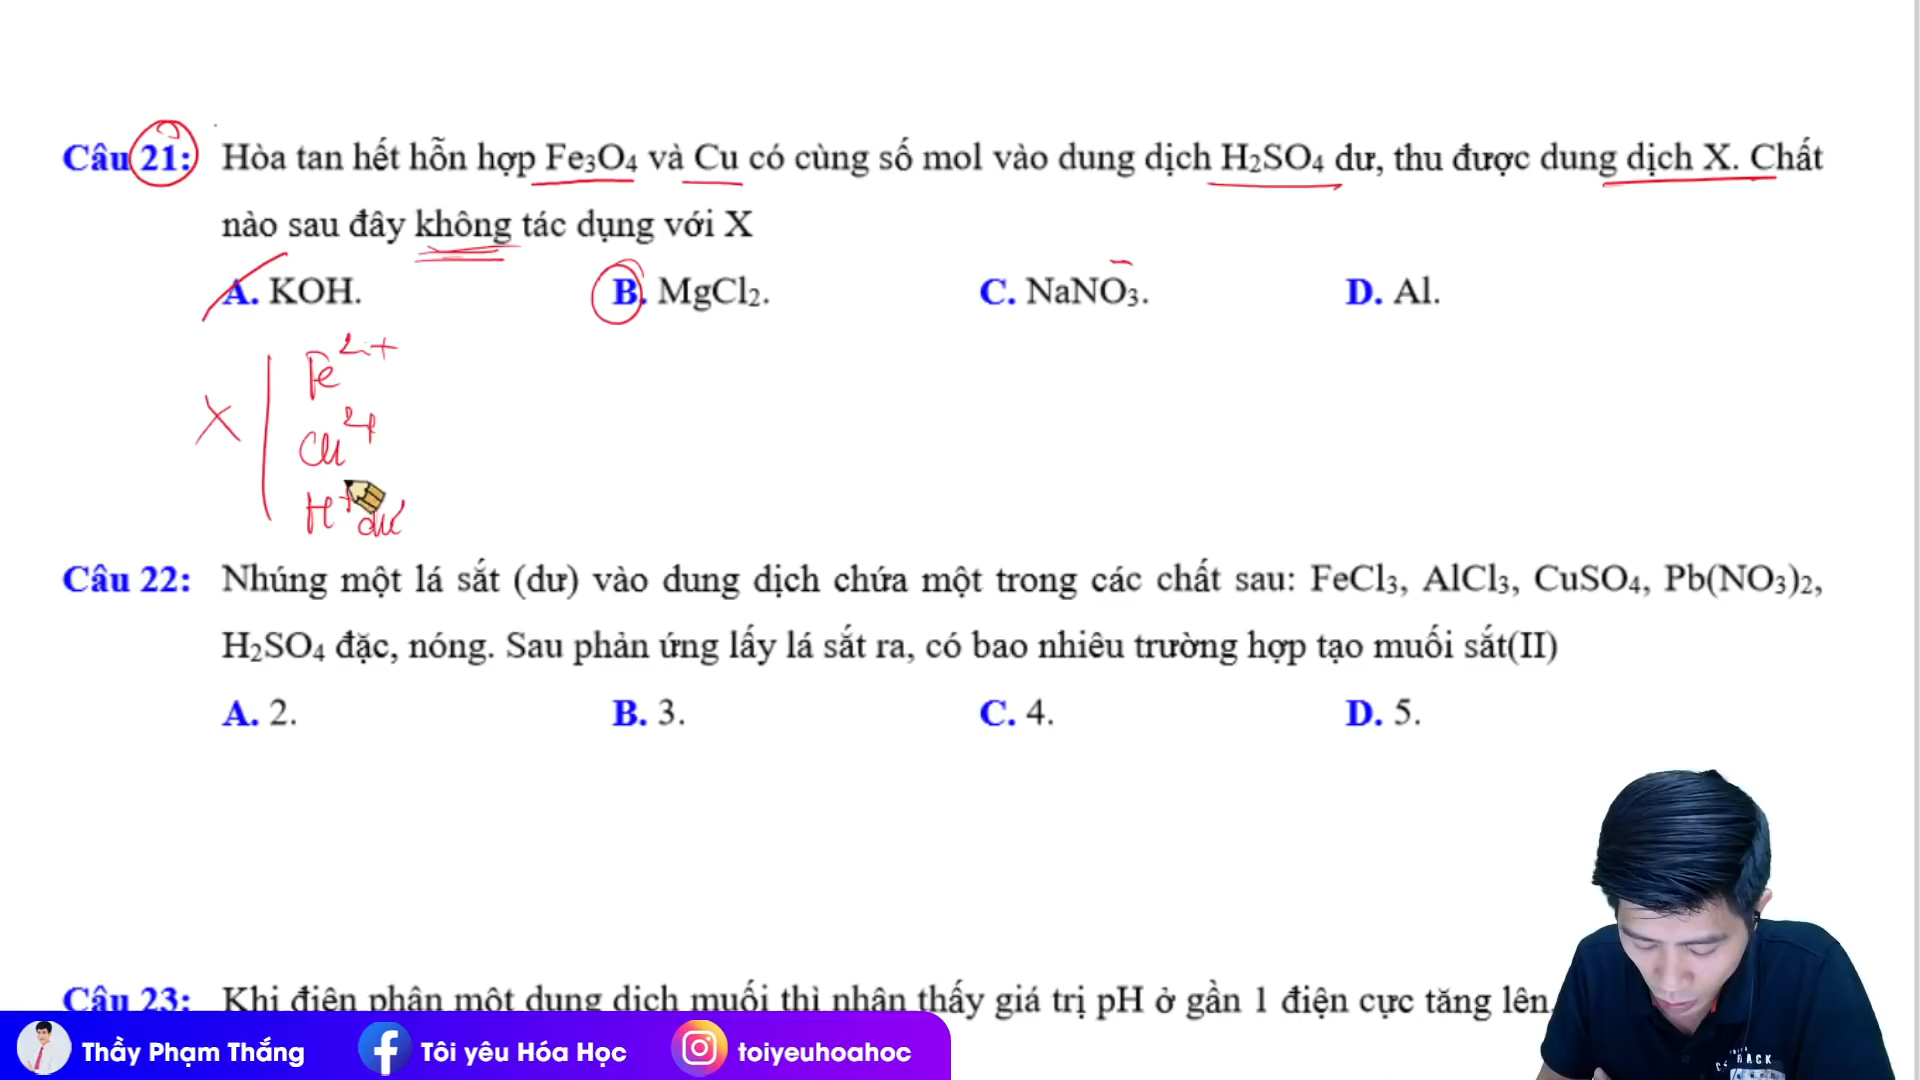 Câu 21: Hòa tan hết hỗn hợp Fe₃O₄ và Cu có cùng số mol vào dung dịch H₂SO₄ dư, thu được dung dịch X. Chất
nào sau đây không tác dụng với X
A. KOH. B. MgCl₂. C. NaNO₃. D. Al.
Fe²⁺
X Cu²⁺
H⁺ dư
Câu 22: Nhúng một lá sắt (dư) vào dung dịch chứa một trong các chất sau: FeCl₃, AlCl₃, CuSO₄, Pb(NO₃)₂,
H₂SO₄ đặc, nóng. Sau phản ứng lấy lá sắt ra, có bao nhiêu trường hợp tạo muối sắt(II)
A. 2. B. 3. C. 4. D. 5.
Câu 23: Khi điện phân một dung dịch muối thì nhận thấy giá trị pH ở gần 1 điện cực tăng lên.
Thầy Phạm Thắng Tôi yêu Hóa Học toiyeuhoahoc